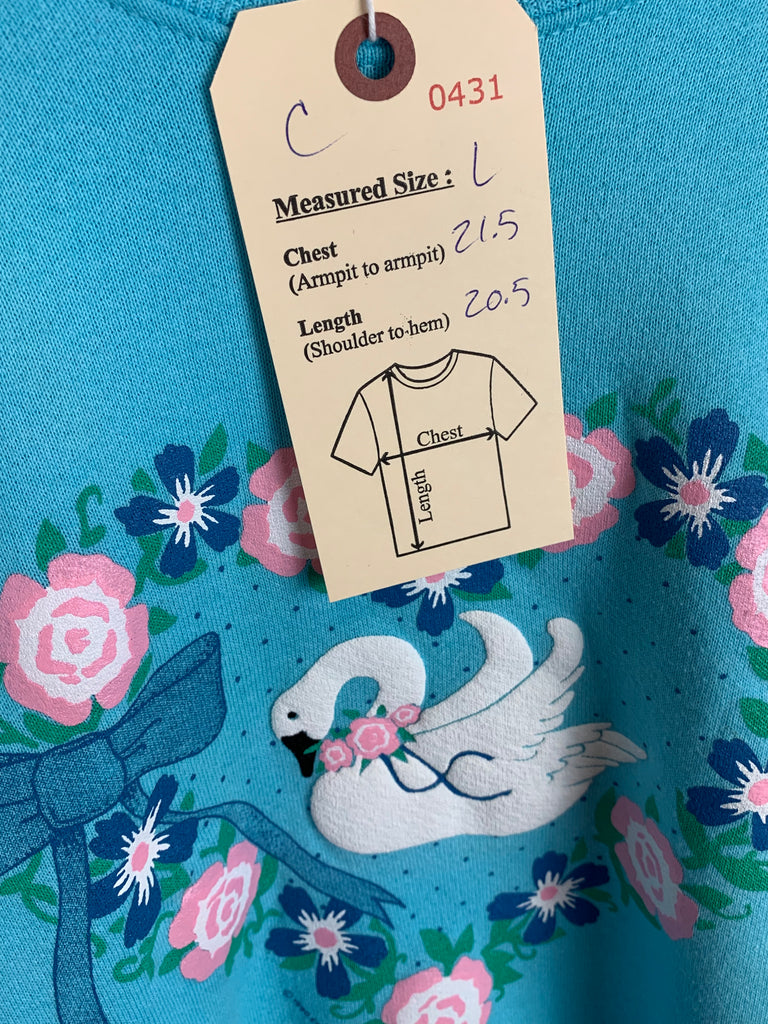 0431
C
Measured Size : L
Chest
(Armpit to armpit) 21.5
Length
(Shoulder to hem) 20.5
Chest
Length